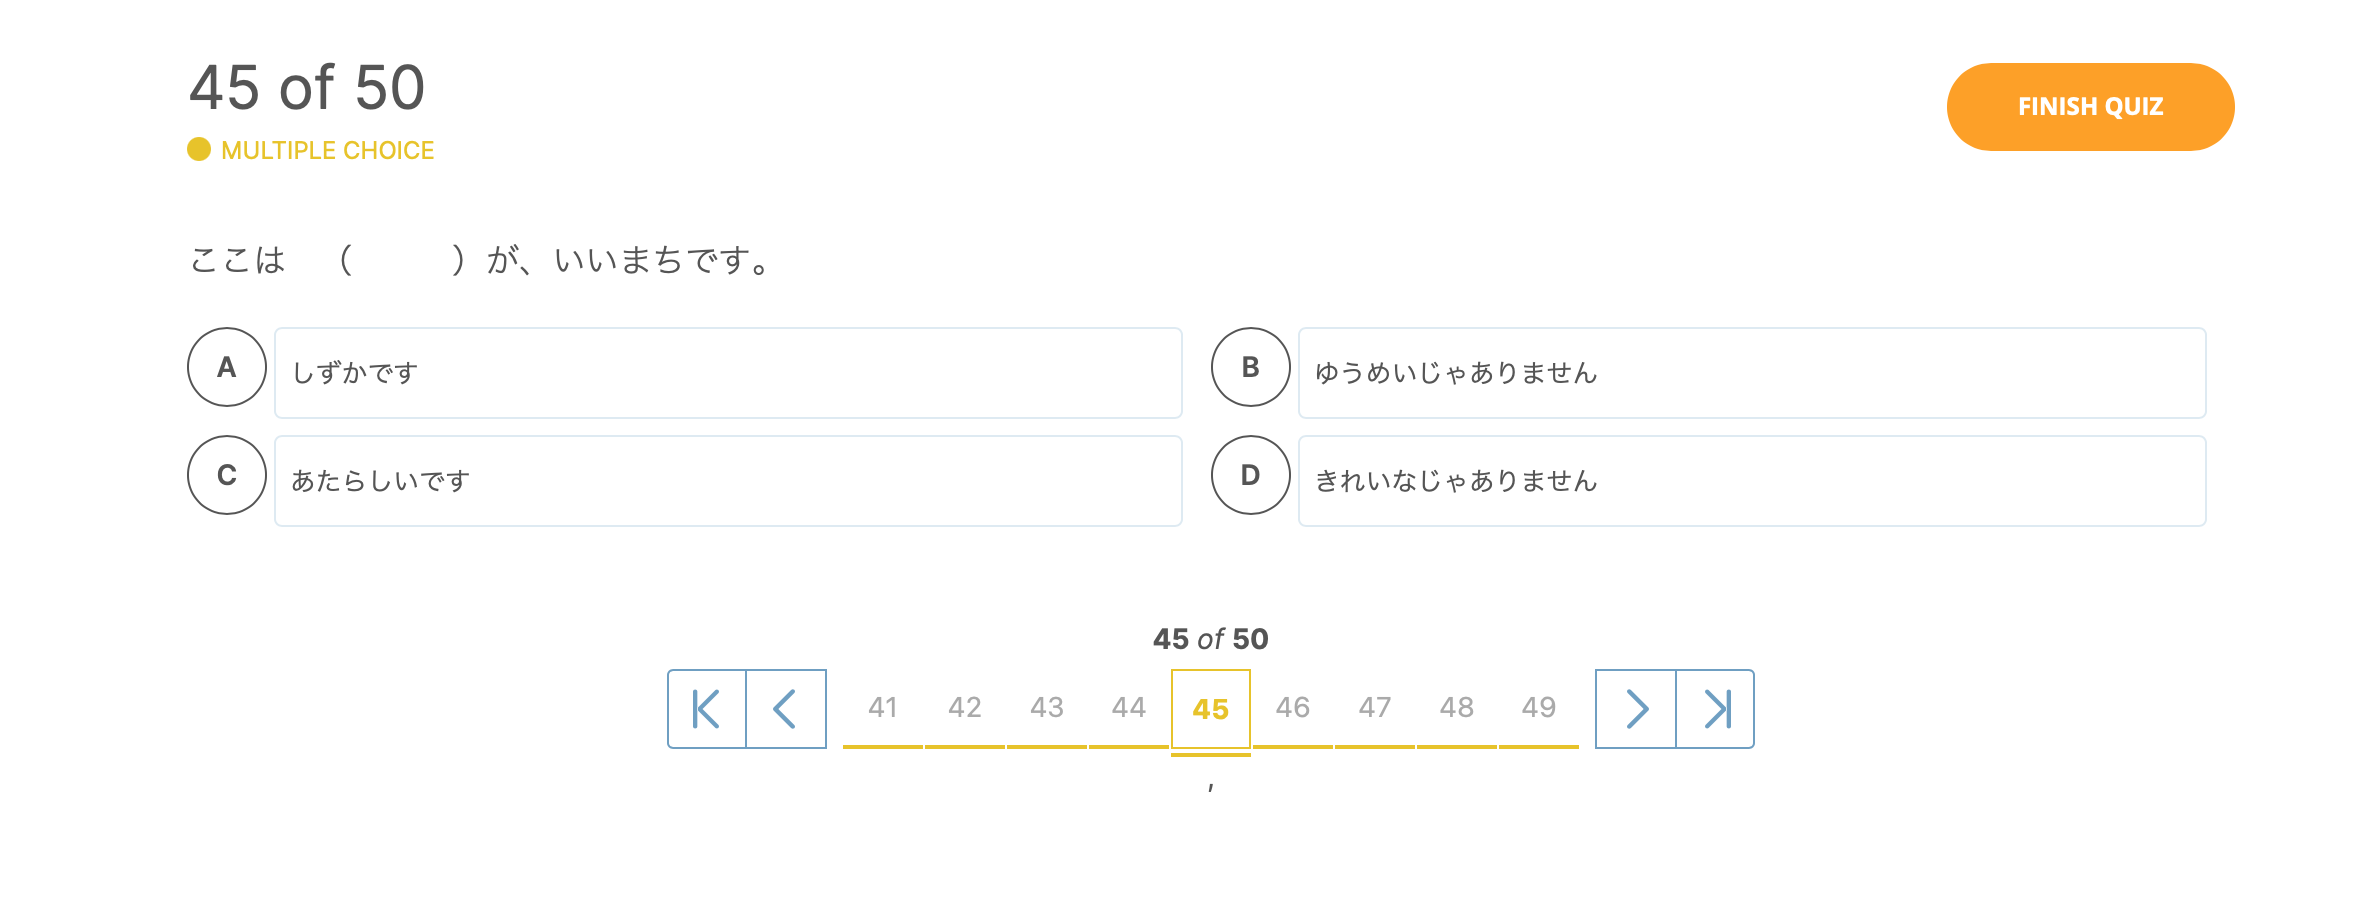 45 of 50
FINISH QUIZ
MULTIPLE CHOICE
ここは　（　　　）が、いいまちです。
A しずかです
B ゆうめいじゃありません
C あたらしいです
D きれいなじゃありません
45 of 50
41 42 43 44 45 46 47 48 49
,